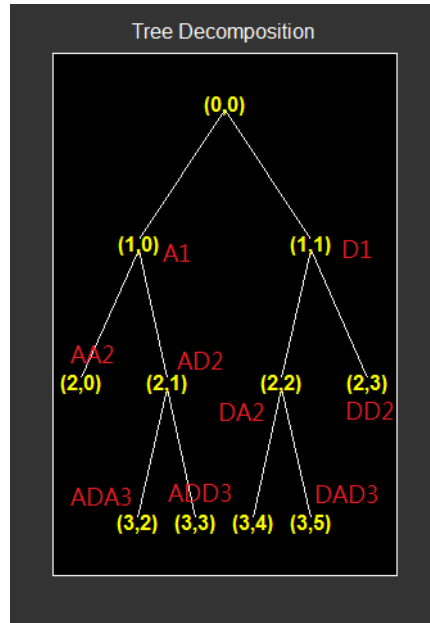 Tree Decomposition
(0,0)
(1,0) A1 (1,1) D1
AA2 AD2
(2,0) (2,1) (2,2) (2,3)
DA2 DD2
ADA3 ADD3 DAD3
(3,2) (3,3) (3,4) (3,5)